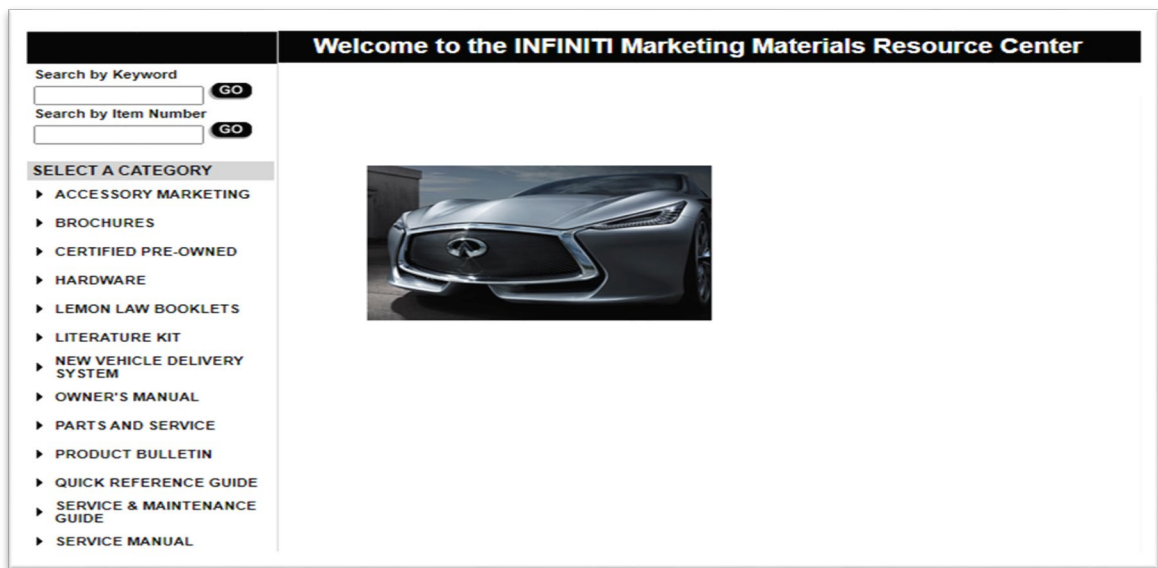 Welcome to the INFINITI Marketing Materials Resource Center
Search by Keyword
GO
Search by Item Number
GO
SELECT A CATEGORY
ACCESSORY MARKETING
BROCHURES
CERTIFIED PRE-OWNED
HARDWARE
LEMON LAW BOOKLETS
LITERATURE KIT
NEW VEHICLE DELIVERY
SYSTEM
OWNER'S MANUAL
PARTS AND SERVICE
PRODUCT BULLETIN
QUICK REFERENCE GUIDE
SERVICE & MAINTENANCE
GUIDE
SERVICE MANUAL